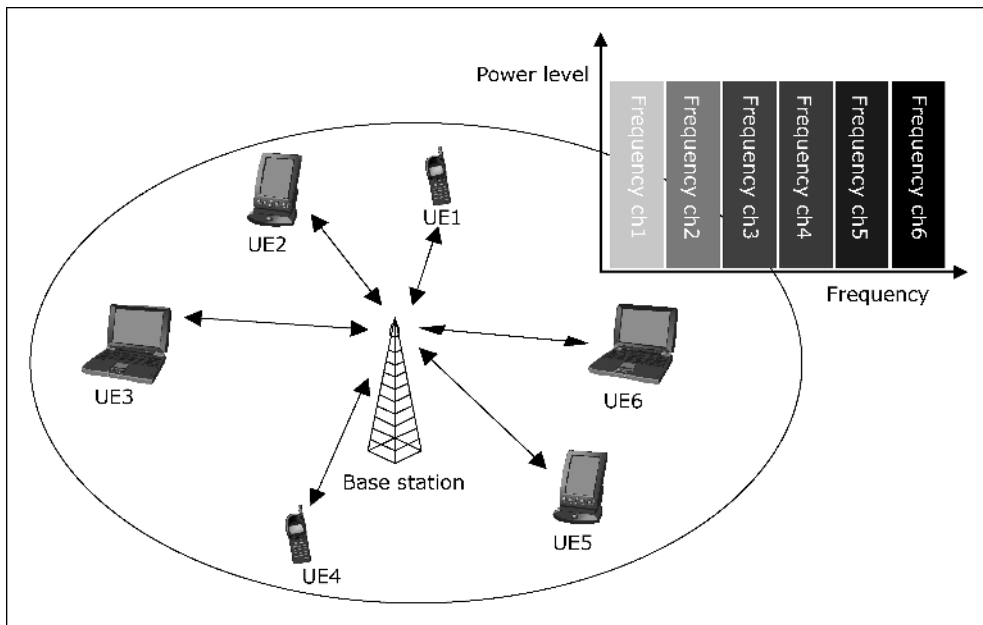 Power level
Frequency ch1
Frequency ch2
Frequency ch3
Frequency ch4
Frequency ch5
Frequency ch6
Frequency
UE1
UE2
UE3
UE6
Base station
UE5
UE4